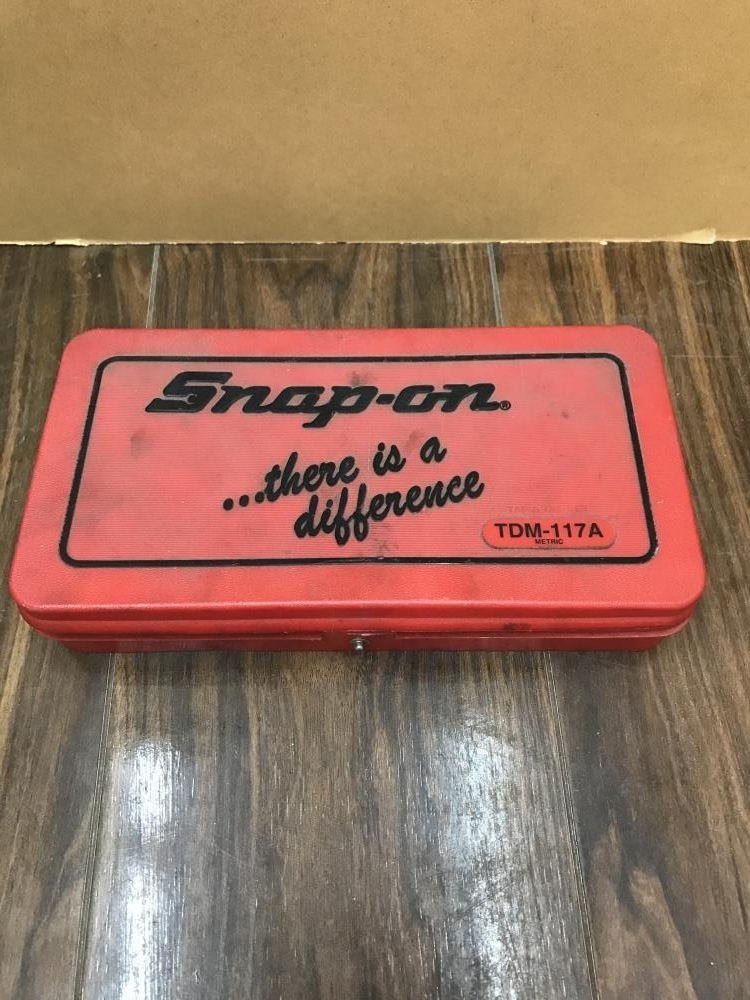 Snap-on®
...there is a
difference
TDM-117A
METRIC